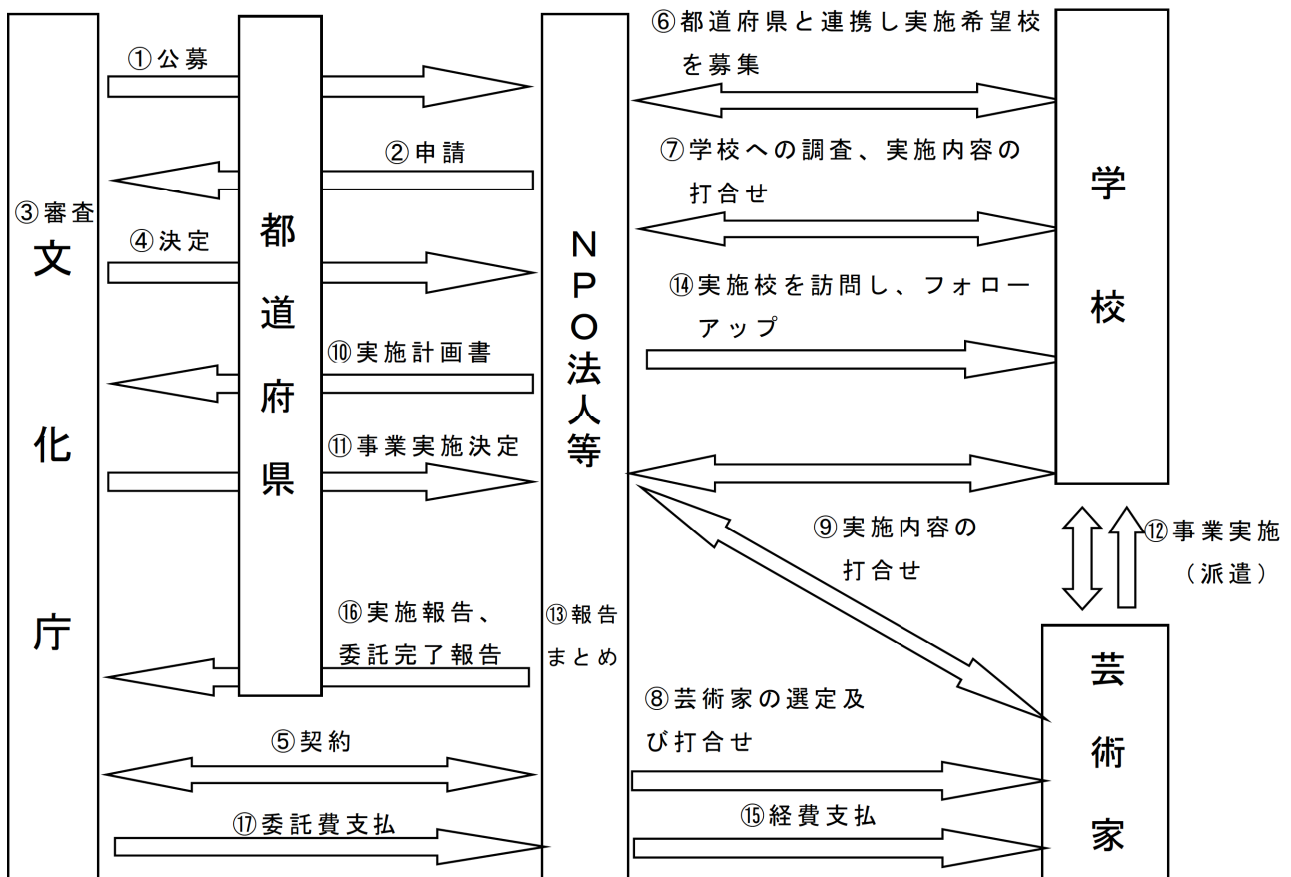 ①公募
②申請
③審査
④決定
文化庁
都道府県
NPO法人等
学校
芸術家
⑥都道府県と連携し実施希望校
を募集
⑦学校への調査、実施内容の
打合せ
⑭実施校を訪問し、フォロー
アップ
⑩実施計画書
⑪事業実施決定
⑨実施内容の
打合せ
⑫事業実施
（派遣）
⑯実施報告、
委託完了報告
⑬報告
まとめ
⑧芸術家の選定及
び打合せ
⑤契約
⑰委託費支払
⑮経費支払